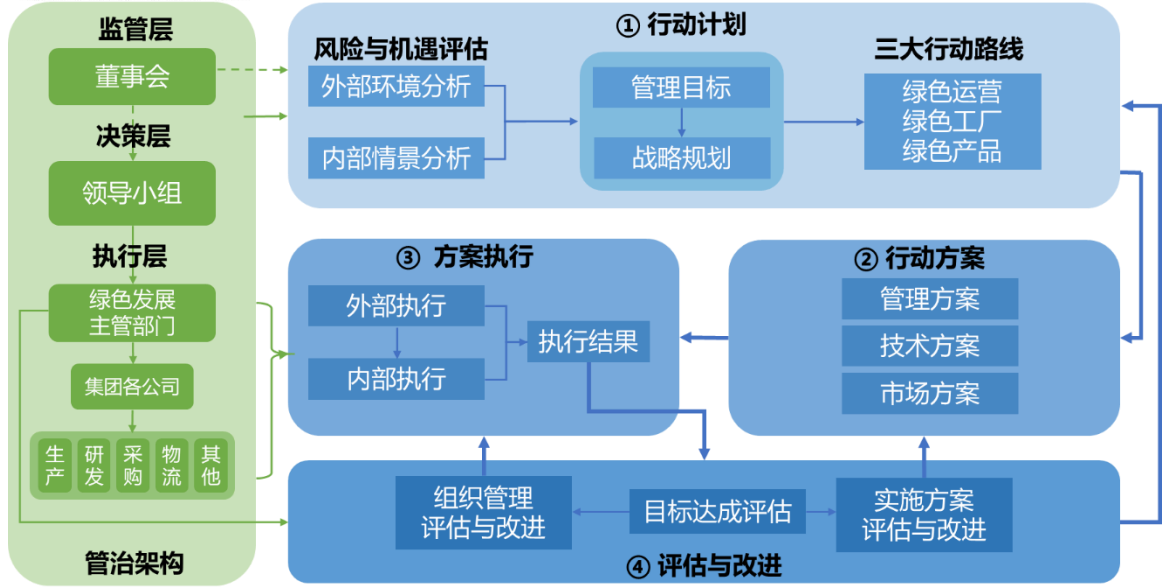 监管层
董事会
决策层
领导小组
执行层
绿色发展
主管部门
集团各公司
生产
研发
采购
物流
其他
管治架构
① 行动计划
风险与机遇评估
外部环境分析
内部情景分析
管理目标
战略规划
三大行动路线
绿色运营
绿色工厂
绿色产品
② 行动方案
管理方案
技术方案
市场方案
③ 方案执行
外部执行
内部执行
执行结果
组织管理
评估与改进
目标达成评估
实施方案
评估与改进
④ 评估与改进